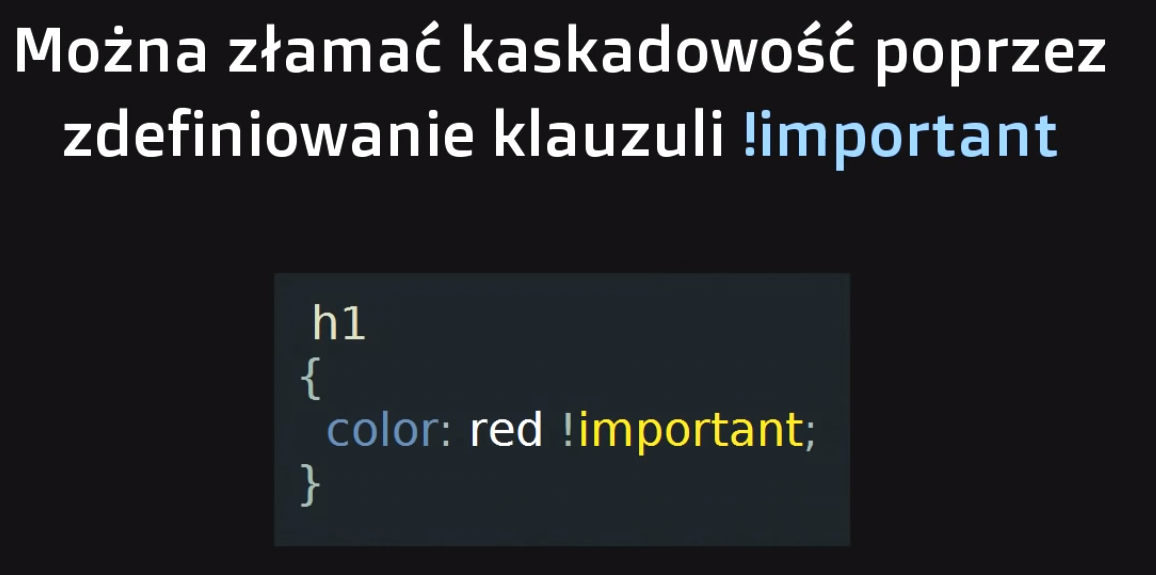 Można złamać kaskadowość poprzez
zdefiniowanie klauzuli !important
h1
{
color: red !important;
}